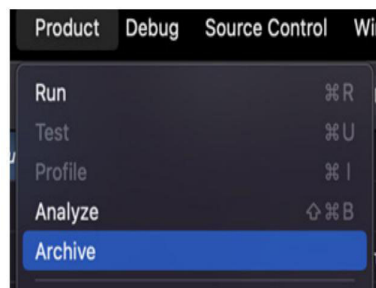 Product Debug Source Control
Run ⌘R
Test ⌘U
Profile ⌘I
Analyze ⇧⌘B
Archive